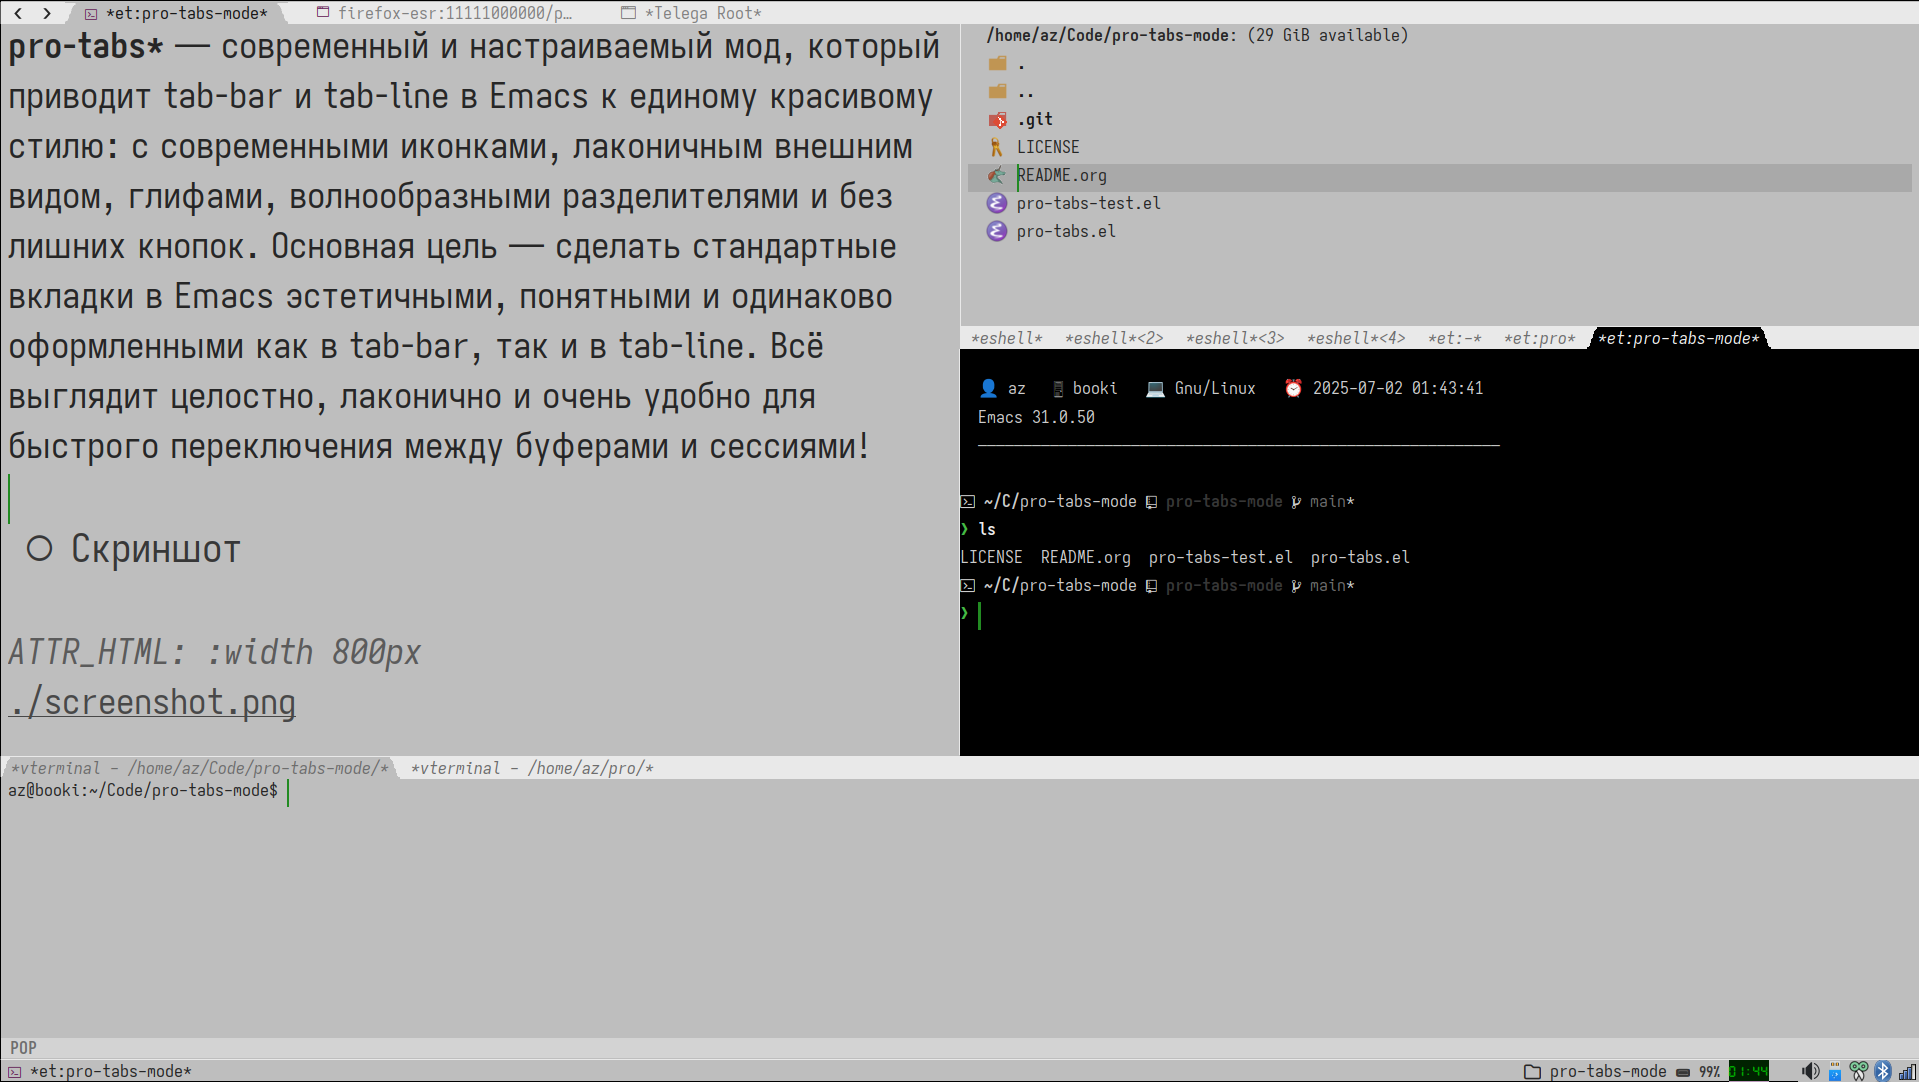 *et:pro-tabs-mode*
firefox-esr:11111000000/p…
*Telega Root*
pro-tabs* — современный и настраиваемый мод, который
приводит tab-bar и tab-line в Emacs к единому красивому
стилю: с современными иконками, лаконичным внешним
видом, глифами, волнообразными разделителями и без
лишних кнопок. Основная цель — сделать стандартные
вкладки в Emacs эстетичными, понятными и одинаково
оформленными как в tab-bar, так и в tab-line. Всё
выглядит целостно, лаконично и очень удобно для
быстрого переключения между буферами и сессиями!
Скриншот
ATTR_HTML: :width 800px
./screenshot.png
/home/az/Code/pro-tabs-mode: (29 GiB available)
.
..
.git
LICENSE
README.org
pro-tabs-test.el
pro-tabs.el
*eshell* *eshell*<2> *eshell*<3> *eshell*<4> *et:-* *et:pro* *et:pro-tabs-mode*
az booki Gnu/Linux 2025-07-02 01:43:41
Emacs 31.0.50
~/C/pro-tabs-mode pro-tabs-mode main*
❯ ls
LICENSE README.org pro-tabs-test.el pro-tabs.el
~/C/pro-tabs-mode pro-tabs-mode main*
❯
*vterminal - /home/az/Code/pro-tabs-mode/* *vterminal - /home/az/pro/*
az@booki:~/Code/pro-tabs-mode$
POP
*et:pro-tabs-mode*
pro-tabs-mode 99% 01:44